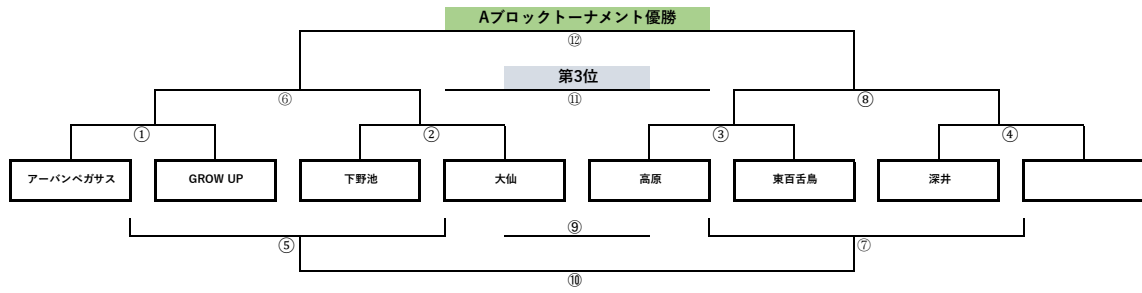 Aブロックトーナメント優勝
⑫
第3位
⑥ ⑪ ⑧
① ② ③ ④
アーバンペガサス GROW UP 下野池 大仙 高原 東百舌鳥 深井
⑨
⑤ ⑦
⑩